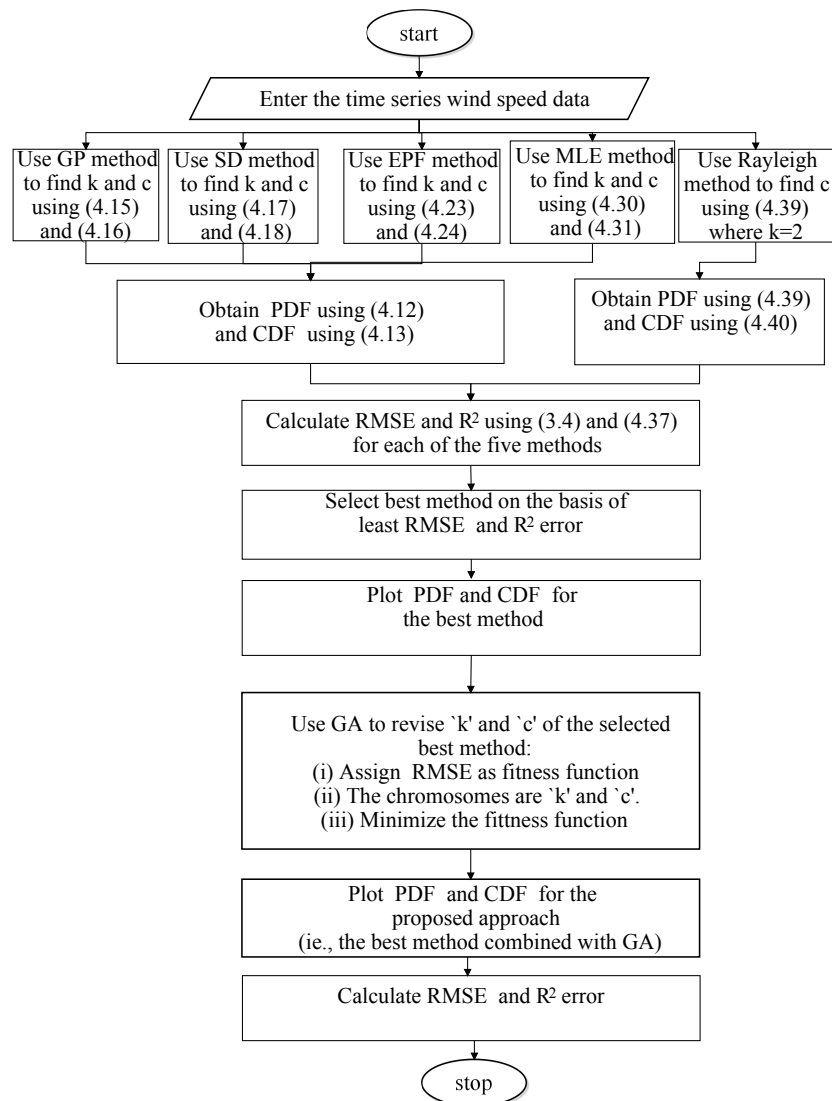 start
Enter the time series wind speed data
Use GP method
to find k and c
using (4.15)
and (4.16)
Use SD method
to find k and c
using (4.17)
and (4.18)
Use EPF method
to find k and c
using (4.23)
and (4.24)
Use MLE method
to find k and c
using (4.30)
and (4.31)
Use Rayleigh
method to find c
using (4.39)
where k=2
Obtain PDF using (4.12)
and CDF using (4.13)
Obtain PDF using (4.39)
and CDF using (4.40)
Calculate RMSE and R² using (3.4) and (4.37)
for each of the five methods
Select best method on the basis of
least RMSE and R² error
Plot PDF and CDF for
the best method
Use GA to revise `k' and `c' of the selected
best method:
(i) Assign RMSE as fitness function
(ii) The chromosomes are `k' and `c'.
(iii) Minimize the fittness function
Plot PDF and CDF for the
proposed approach
(ie., the best method combined with GA)
Calculate RMSE and R² error
stop